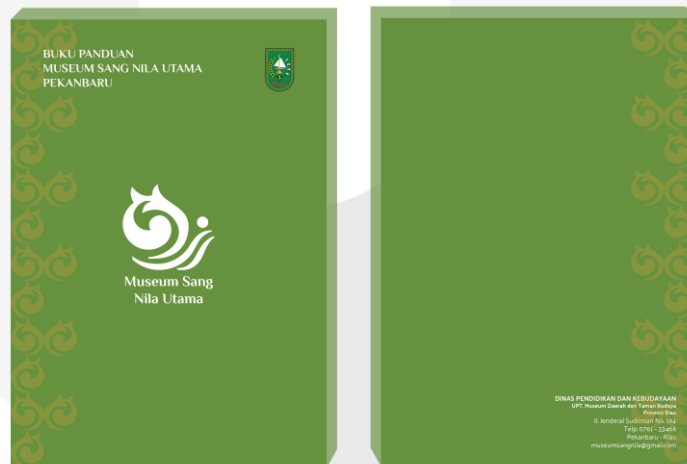 BUKU PANDUAN
MUSEUM SANG NILA UTAMA
PEKANBARU
Museum Sang
Nila Utama
DINAS PENDIDIKAN DAN KEBUDAYAAN
UPT. Museum Daerah dan Taman Budaya
Provinsi Riau
Jl. Jenderal Sudirman No. 194
Telp. 0761 - 33466
Pekanbaru - Riau
museumsangnila@gmail.com